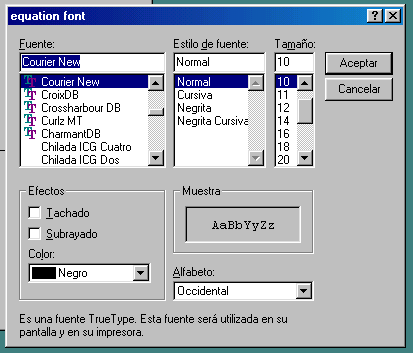 equation font
Fuente: Estilo de fuente: Tamaño:
Courier New Normal 10 Aceptar
Courier New Normal 10 Cancelar
CroixDB Cursiva 11
Crossharbour DB Negrita 12
Curlz MT Negrita Cursiva 14
CharmantDB 16
Chilada ICG Cuatro 18
Chilada ICG Dos 20
Efectos Muestra
Tachado
Subrayado
AaBbYyZz
Color:
Negro
Alfabeto:
Occidental
Es una fuente TrueType. Esta fuente será utilizada en su
pantalla y en su impresora.